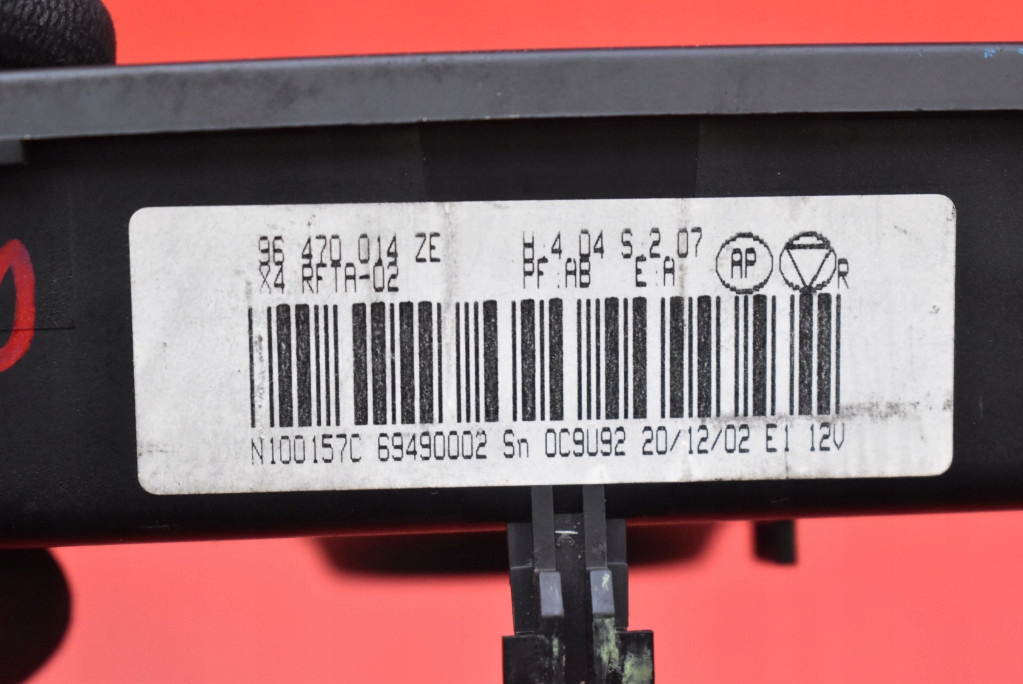 96 470 014 ZE H:4.04 S:2.07
X4 RFTA-02 PF:AB E:A AP R
N100157C 69490002 Sn 0C9U92 20/12/02 E1 12V